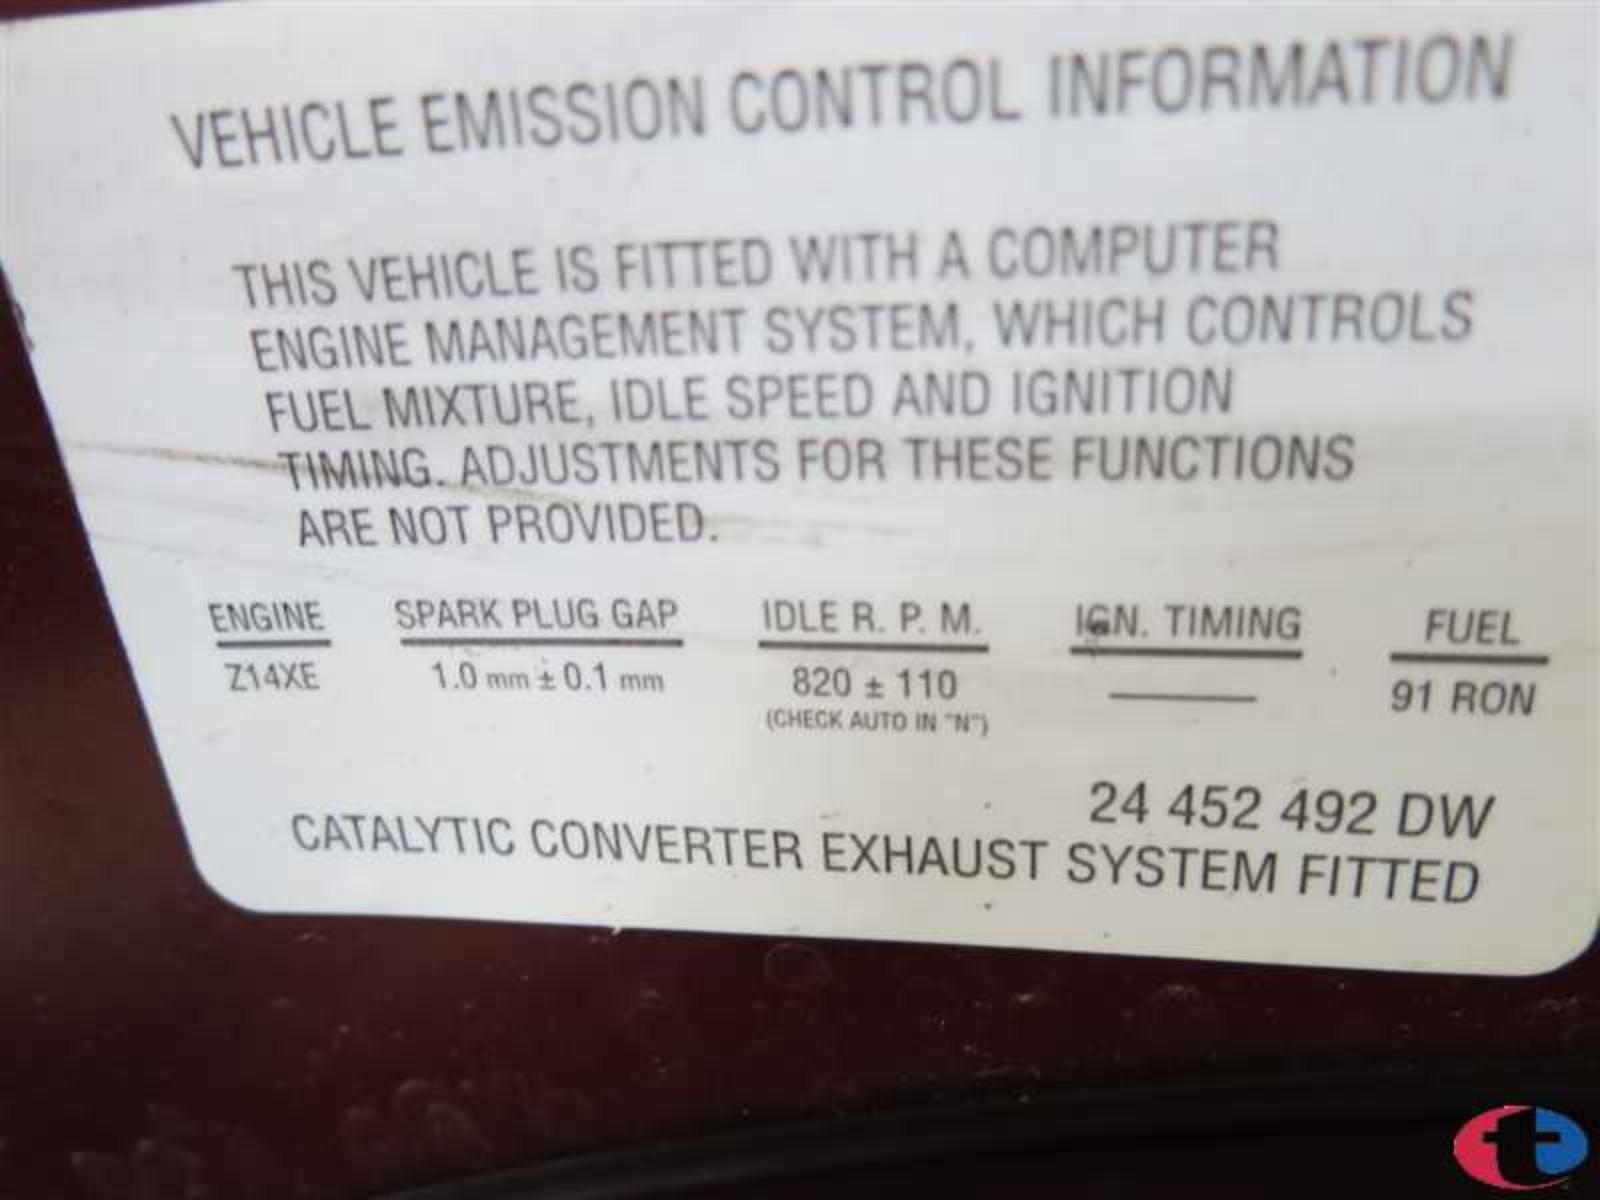 VEHICLE EMISSION CONTROL INFORMATION
THIS VEHICLE IS FITTED WITH A COMPUTER
ENGINE MANAGEMENT SYSTEM, WHICH CONTROLS
FUEL MIXTURE, IDLE SPEED AND IGNITION
TIMING. ADJUSTMENTS FOR THESE FUNCTIONS
ARE NOT PROVIDED.
ENGINE SPARK PLUG GAP IDLE R. P. M. IGN. TIMING FUEL
Z14XE 1.0 mm ± 0.1 mm 820 ± 110 ——— 91 RON
(CHECK AUTO IN "N")
24 452 492 DW
CATALYTIC CONVERTER EXHAUST SYSTEM FITTED
t